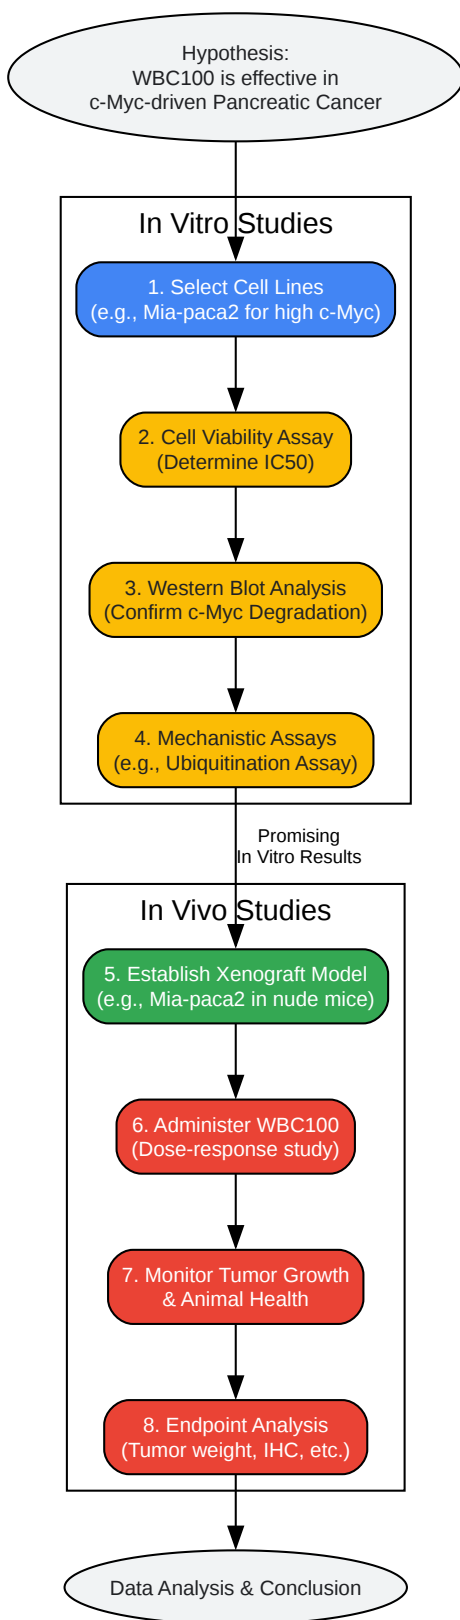 Hypothesis:
WBC100 is effective in
c-Myc-driven Pancreatic Cancer
In Vitro Studies
1. Select Cell Lines
(e.g., Mia-paca2 for high c-Myc)
2. Cell Viability Assay
(Determine IC50)
3. Western Blot Analysis
(Confirm c-Myc Degradation)
4. Mechanistic Assays
(e.g., Ubiquitination Assay)
Promising
In Vitro Results
In Vivo Studies
5. Establish Xenograft Model
(e.g., Mia-paca2 in nude mice)
6. Administer WBC100
(Dose-response study)
7. Monitor Tumor Growth
& Animal Health
8. Endpoint Analysis
(Tumor weight, IHC, etc.)
Data Analysis & Conclusion